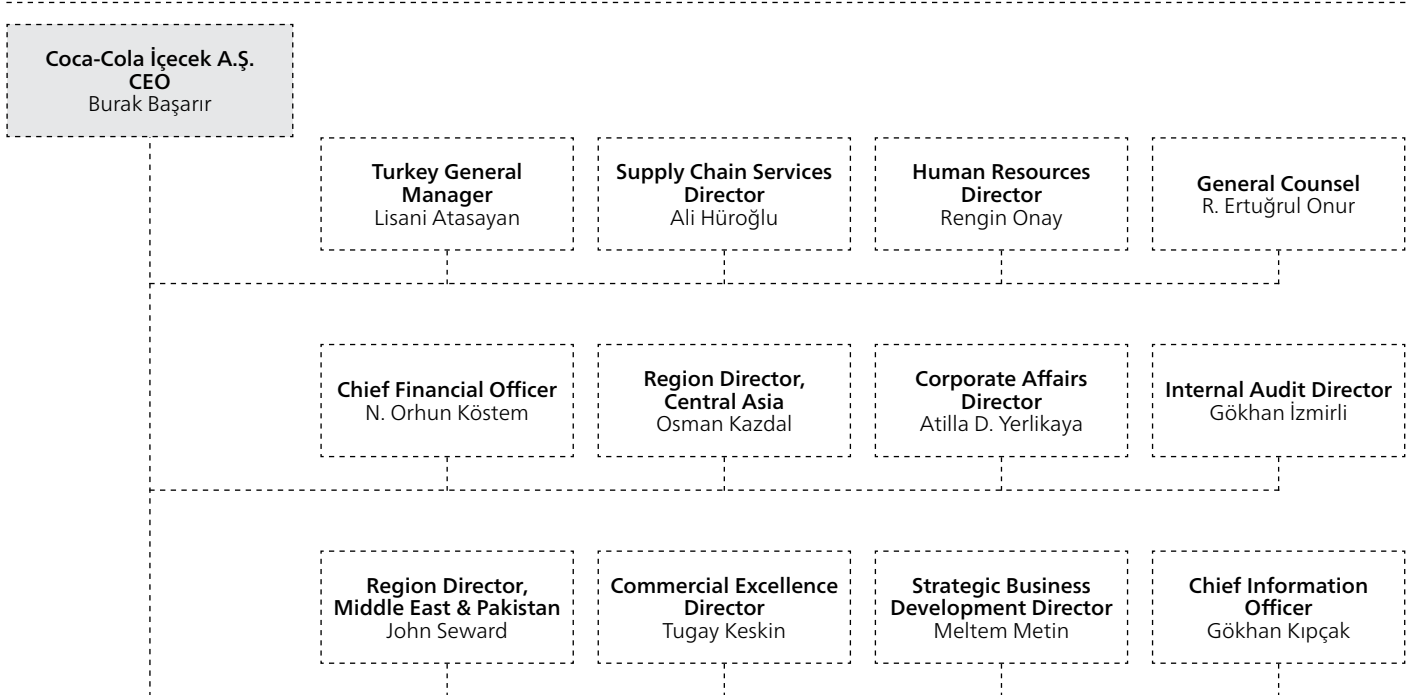 Coca-Cola İçecek A.Ş.
CEO
Burak Başarır
Turkey General
Manager
Lisani Atasayan
Supply Chain Services
Director
Ali Hüroğlu
Human Resources
Director
Rengin Onay
General Counsel
R. Ertuğrul Onur
Chief Financial Officer
N. Orhun Köstem
Region Director,
Central Asia
Osman Kazdal
Corporate Affairs
Director
Atilla D. Yerlikaya
Internal Audit Director
Gökhan İzmirli
Region Director,
Middle East & Pakistan
John Seward
Commercial Excellence
Director
Tugay Keskin
Strategic Business
Development Director
Meltem Metin
Chief Information
Officer
Gökhan Kıpçak